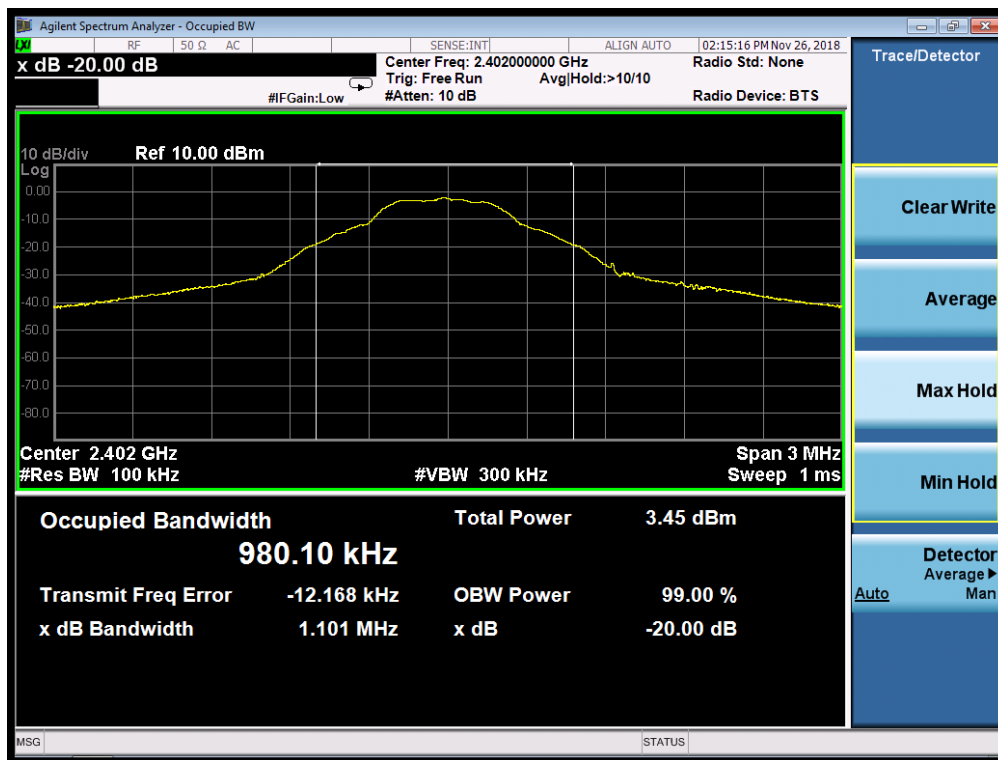 Agilent Spectrum Analyzer - Occupied BW
LXI RF 50 Ω AC SENSE:INT ALIGN AUTO 02:15:16 PM Nov 26, 2018
x dB -20.00 dB
Center Freq: 2.402000000 GHz
Radio Std: None
Trig: Free Run Avg|Hold:>10/10
#IFGain:Low
#Atten: 10 dB
Radio Device: BTS
10 dB/div Ref 10.00 dBm
Log
0.00
-10.0
-20.0
-30.0
-40.0
-50.0
-60.0
-70.0
-80.0
Center 2.402 GHz Span 3 MHz
#Res BW 100 kHz #VBW 300 kHz Sweep 1 ms
Occupied Bandwidth Total Power 3.45 dBm
980.10 kHz
Transmit Freq Error -12.168 kHz OBW Power 99.00 %
x dB Bandwidth 1.101 MHz x dB -20.00 dB
MSG STATUS
Trace/Detector
Clear Write
Average
Max Hold
Min Hold
Detector
Average
Auto Man